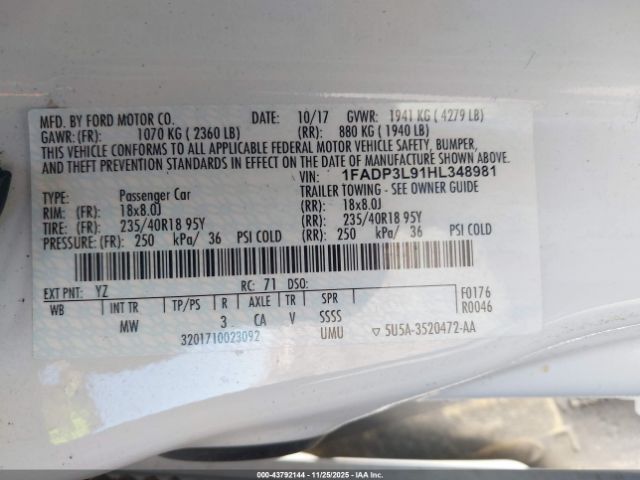 MFD. BY FORD MOTOR CO. DATE: 10/17 GVWR: 1941 KG ( 4279 LB)
GAWR: (FR): 1070 KG ( 2360 LB) (RR): 880 KG ( 1940 LB)
THIS VEHICLE CONFORMS TO ALL APPLICABLE FEDERAL MOTOR VEHICLE SAFETY, BUMPER,
AND THEFT PREVENTION STANDARDS IN EFFECT ON THE DATE OF MANUFACTURE SHOWN ABOVE.
VIN: 1FADP3L91HL348981
TYPE: Passenger Car TRAILER TOWING - SEE OWNER GUIDE
RIM: (FR): 18x8.0J (RR): 18x8.0J
TIRE: (FR): 235/40R18 95Y (RR): 235/40R18 95Y
PRESSURE: (FR): 250 kPa/ 36 PSI COLD (RR): 250 kPa/ 36 PSI COLD
EXT PNT: YZ RC: 71 DSO:
WB INT TR TP/PS R AXLE TR SPR F0176
MW 3 CA V SSSS R0046
3201710023092 UMU ▽ 5U5A-3520472-AA
000-43792144 - 11/25/2025 - IAAI.com